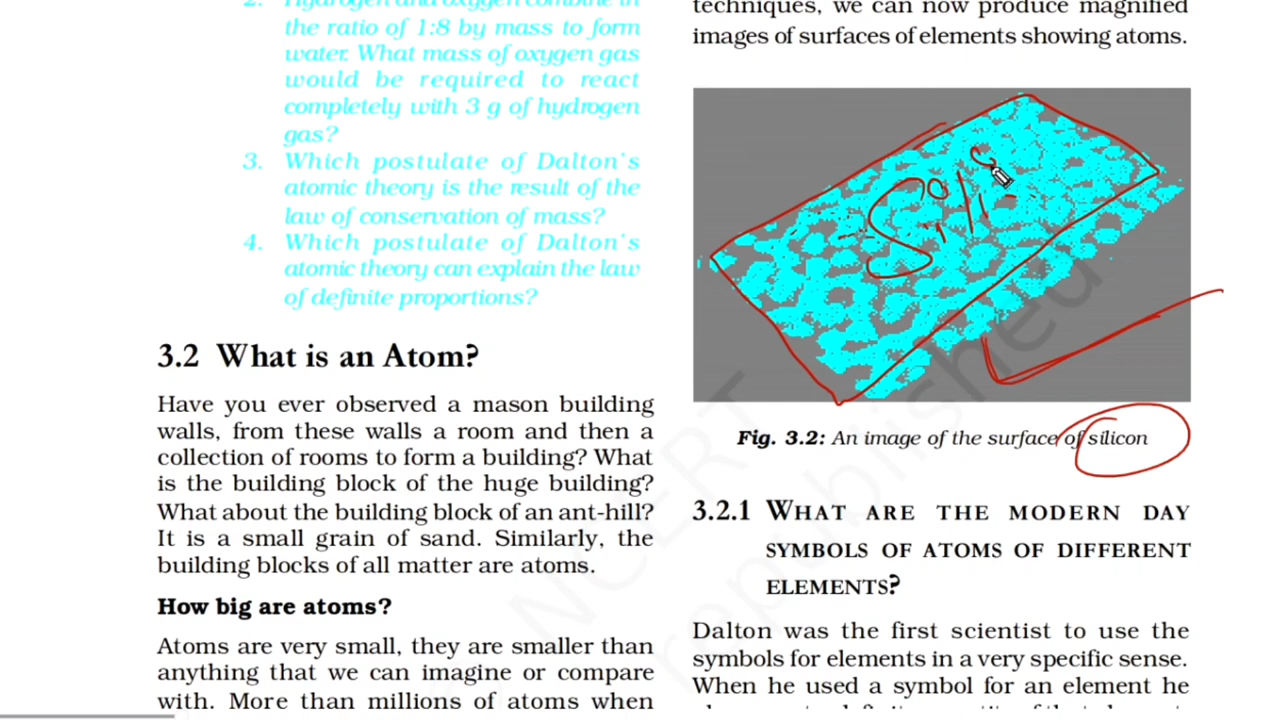 2. Hydrogen and oxygen combine in
the ratio of 1:8 by mass to form
water. What mass of oxygen gas
would be required to react
completely with 3 g of hydrogen
gas?
3. Which postulate of Dalton's
atomic theory is the result of the
law of conservation of mass?
4. Which postulate of Dalton's
atomic theory can explain the law
of definite proportions?
3.2 What is an Atom?
Have you ever observed a mason building
walls, from these walls a room and then a
collection of rooms to form a building? What
is the building block of the huge building?
What about the building block of an ant-hill?
It is a small grain of sand. Similarly, the
building blocks of all matter are atoms.
How big are atoms?
Atoms are very small, they are smaller than
anything that we can imagine or compare
with. More than millions of atoms when
techniques, we can now produce magnified
images of surfaces of elements showing atoms.
Silic
Fig. 3.2: An image of the surface of silicon
3.2.1 WHAT ARE THE MODERN DAY
SYMBOLS OF ATOMS OF DIFFERENT
ELEMENTS?
Dalton was the first scientist to use the
symbols for elements in a very specific sense.
When he used a symbol for an element he
NCERT
republished